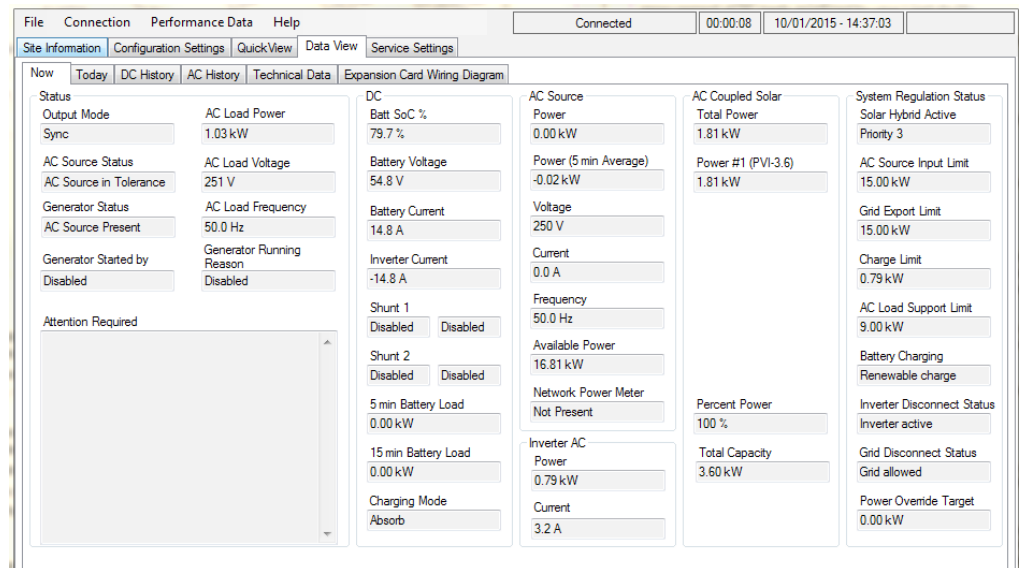 File Connection Performance Data Help Connected 00:00:08 10/01/2015 - 14:37:03
Site Information Configuration Settings QuickView Data View Service Settings
Now Today DC History AC History Technical Data Expansion Card Wiring Diagram
Status
Output Mode AC Load Power
Sync 1.03 kW
AC Source Status AC Load Voltage
AC Source in Tolerance 251 V
Generator Status AC Load Frequency
AC Source Present 50.0 Hz
Generator Started by Generator Running Reason
Disabled Disabled
Attention Required
DC
Batt SoC %
79.7 %
Battery Voltage
54.8 V
Battery Current
14.8 A
Inverter Current
-14.8 A
Shunt 1
Disabled Disabled
Shunt 2
Disabled Disabled
5 min Battery Load
0.00 kW
15 min Battery Load
0.00 kW
Charging Mode
Absorb
AC Source
Power
0.00 kW
Power (5 min Average)
-0.02 kW
Voltage
250 V
Current
0.0 A
Frequency
50.0 Hz
Available Power
16.81 kW
Network Power Meter
Not Present
Inverter AC
Power
0.79 kW
Current
3.2 A
AC Coupled Solar
Total Power
1.81 kW
Power #1 (PVI-3.6)
1.81 kW
Percent Power
100 %
Total Capacity
3.60 kW
System Regulation Status
Solar Hybrid Active
Priority 3
AC Source Input Limit
15.00 kW
Grid Export Limit
15.00 kW
Charge Limit
0.79 kW
AC Load Support Limit
9.00 kW
Battery Charging
Renewable charge
Inverter Disconnect Status
Inverter active
Grid Disconnect Status
Grid allowed
Power Override Target
0.00 kW